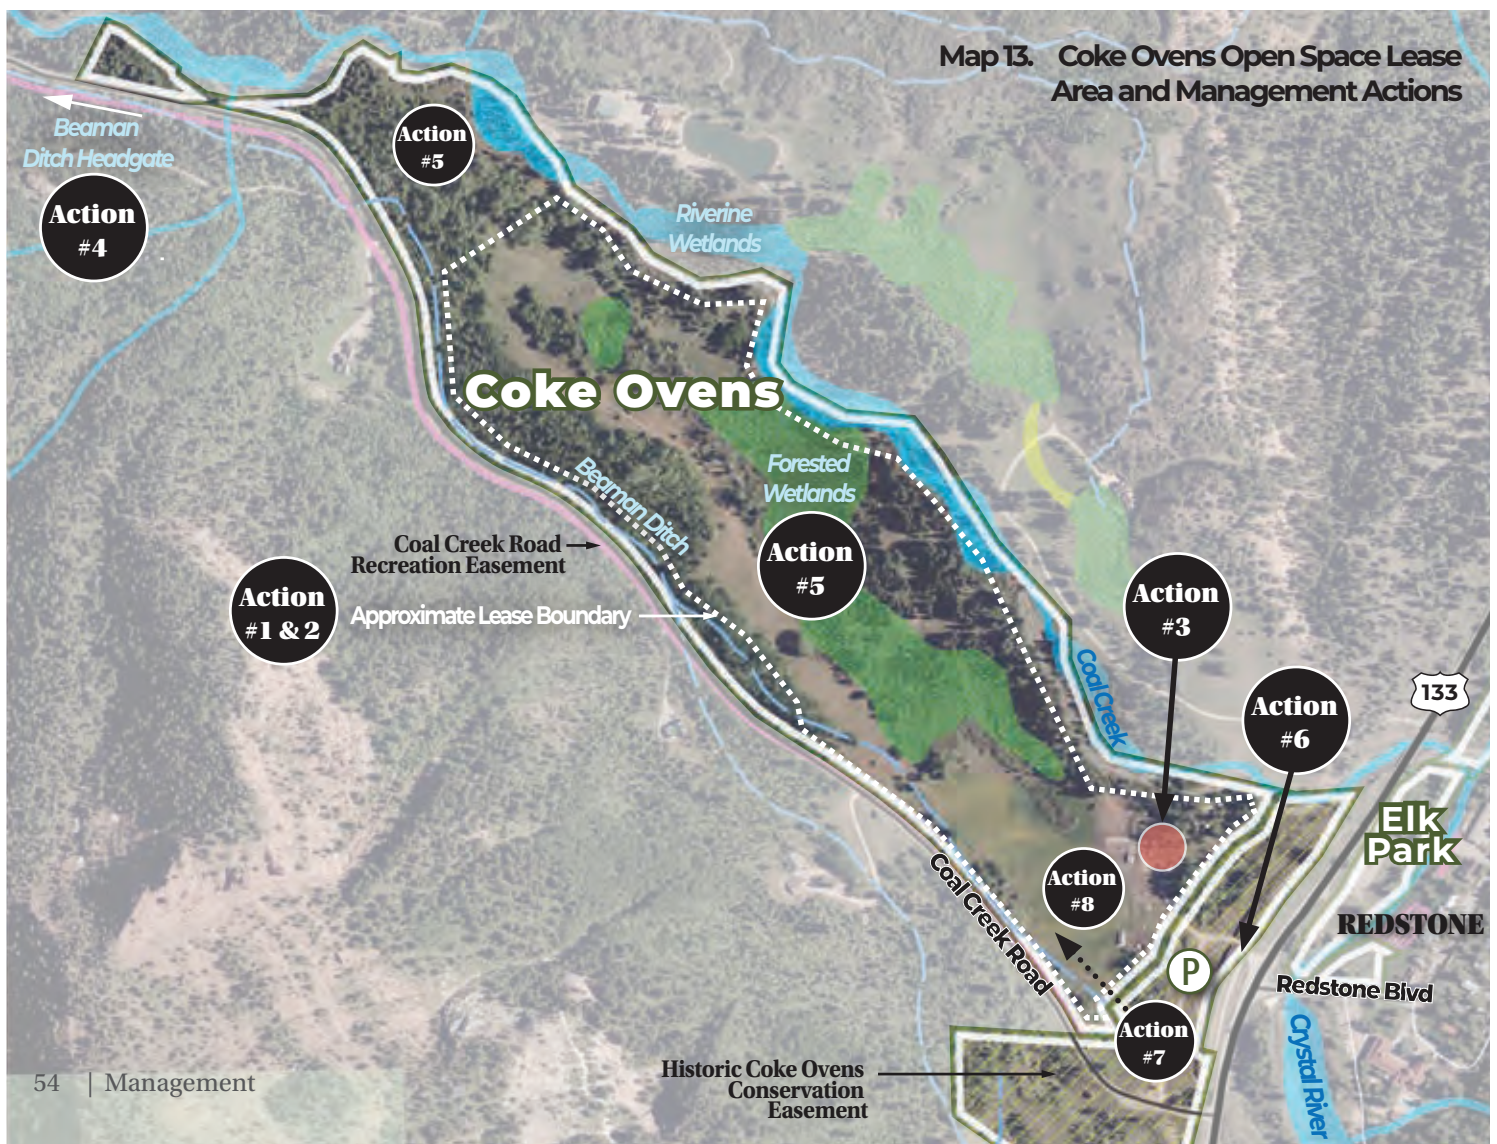 Map 13. Coke Ovens Open Space Lease
Area and Management Actions
Beaman
Ditch Headgate
Action
#4
Action
#5
Riverine
Wetlands
Coke Ovens
Forested
Wetlands
Beaman Ditch
Coal Creek Road
Recreation Easement
Action
#5
Action
#1 & 2
Approximate Lease Boundary
Action
#3
Coal Creek
Action
#6
133
Elk
Park
Action
#8
Coal Creek Road
REDSTONE
P
Redstone Blvd
Action
#7
Crystal River
Historic Coke Ovens
Conservation
Easement
54 | Management